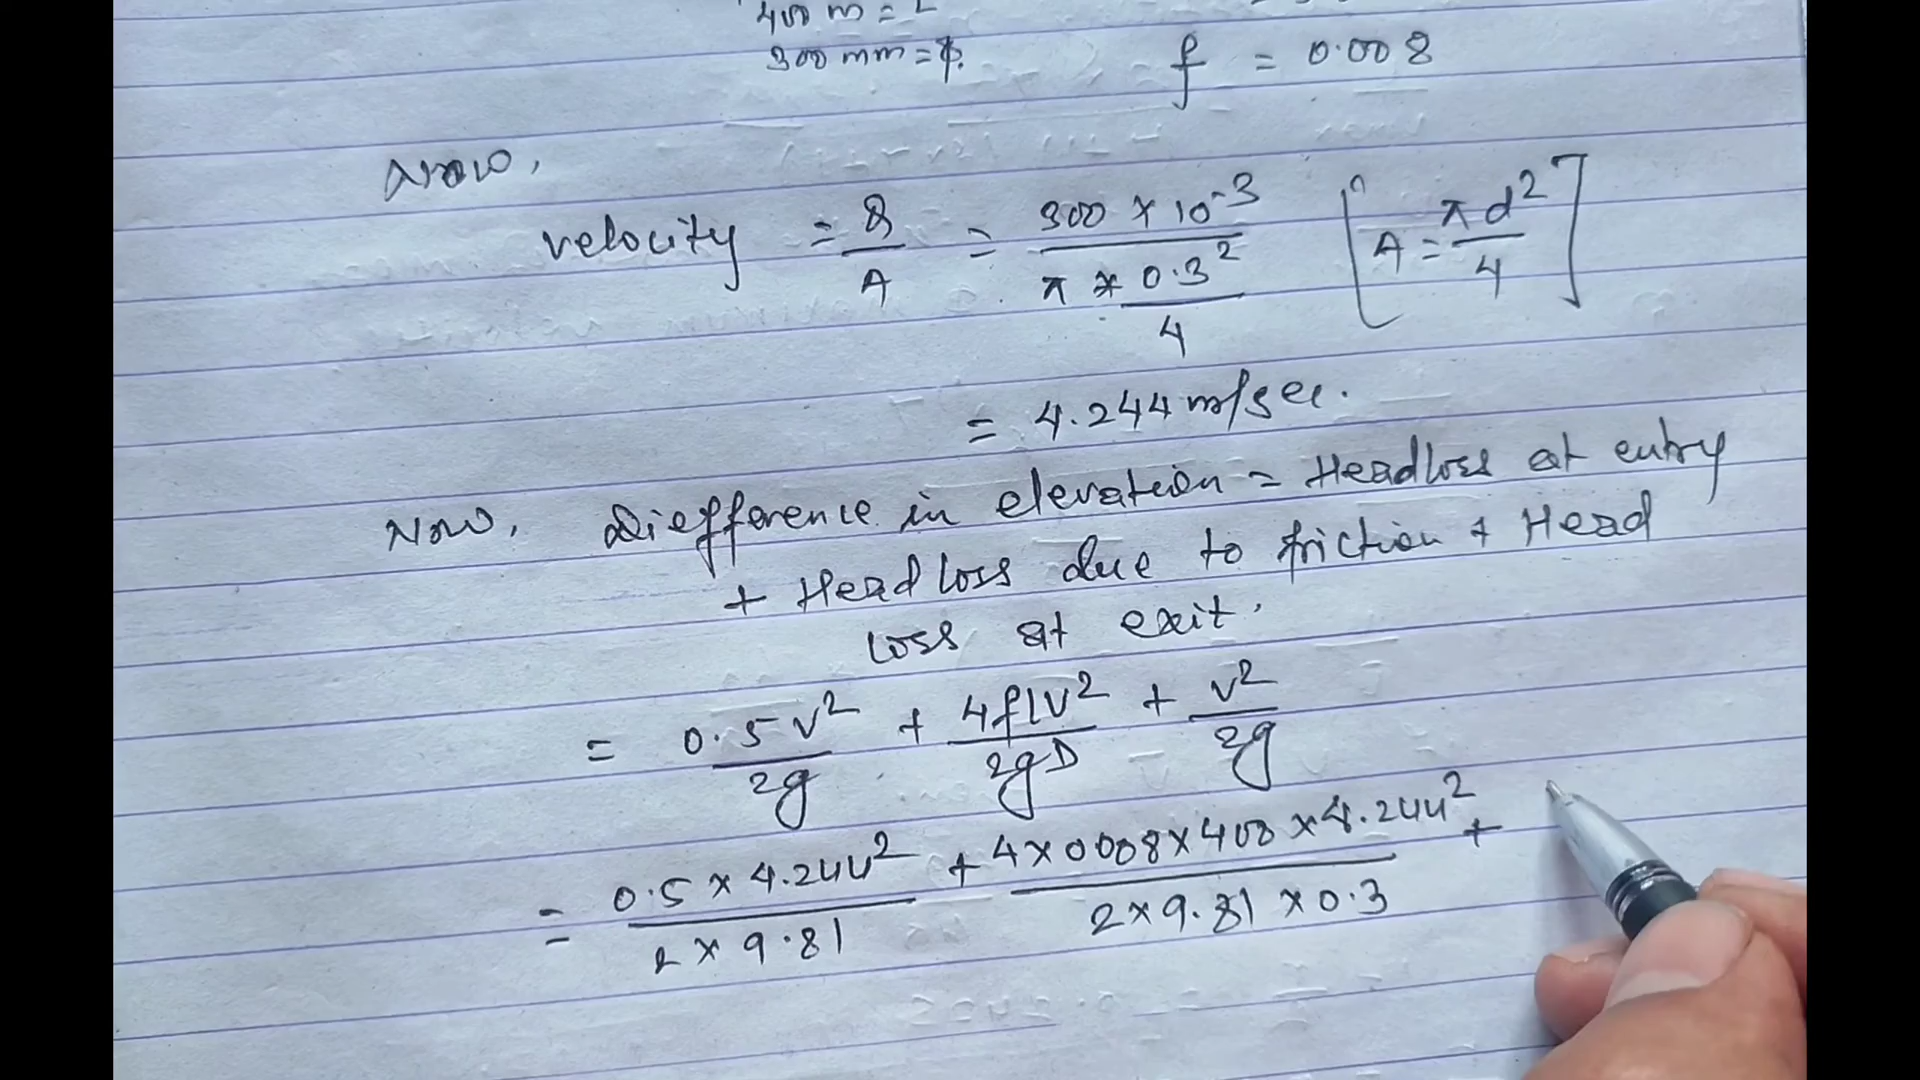 400 m = L
300 mm = φ.
f = 0.008
Now,
velocity = Q/A = 300 × 10^-3 / (π × 0.3^2 / 4) [A = πd^2/4]
= 4.244 m/sec.
Now, Diefference in elevation = Headloss at entry
+ Head loss due to friction + Head
loss at exit.
= 0.5v^2/2g + 4flv^2/2gD + v^2/2g
= 0.5 × 4.244^2 / 2 × 9.81 + 4 × 0.008 × 400 × 4.244^2 / 2 × 9.81 × 0.3 +